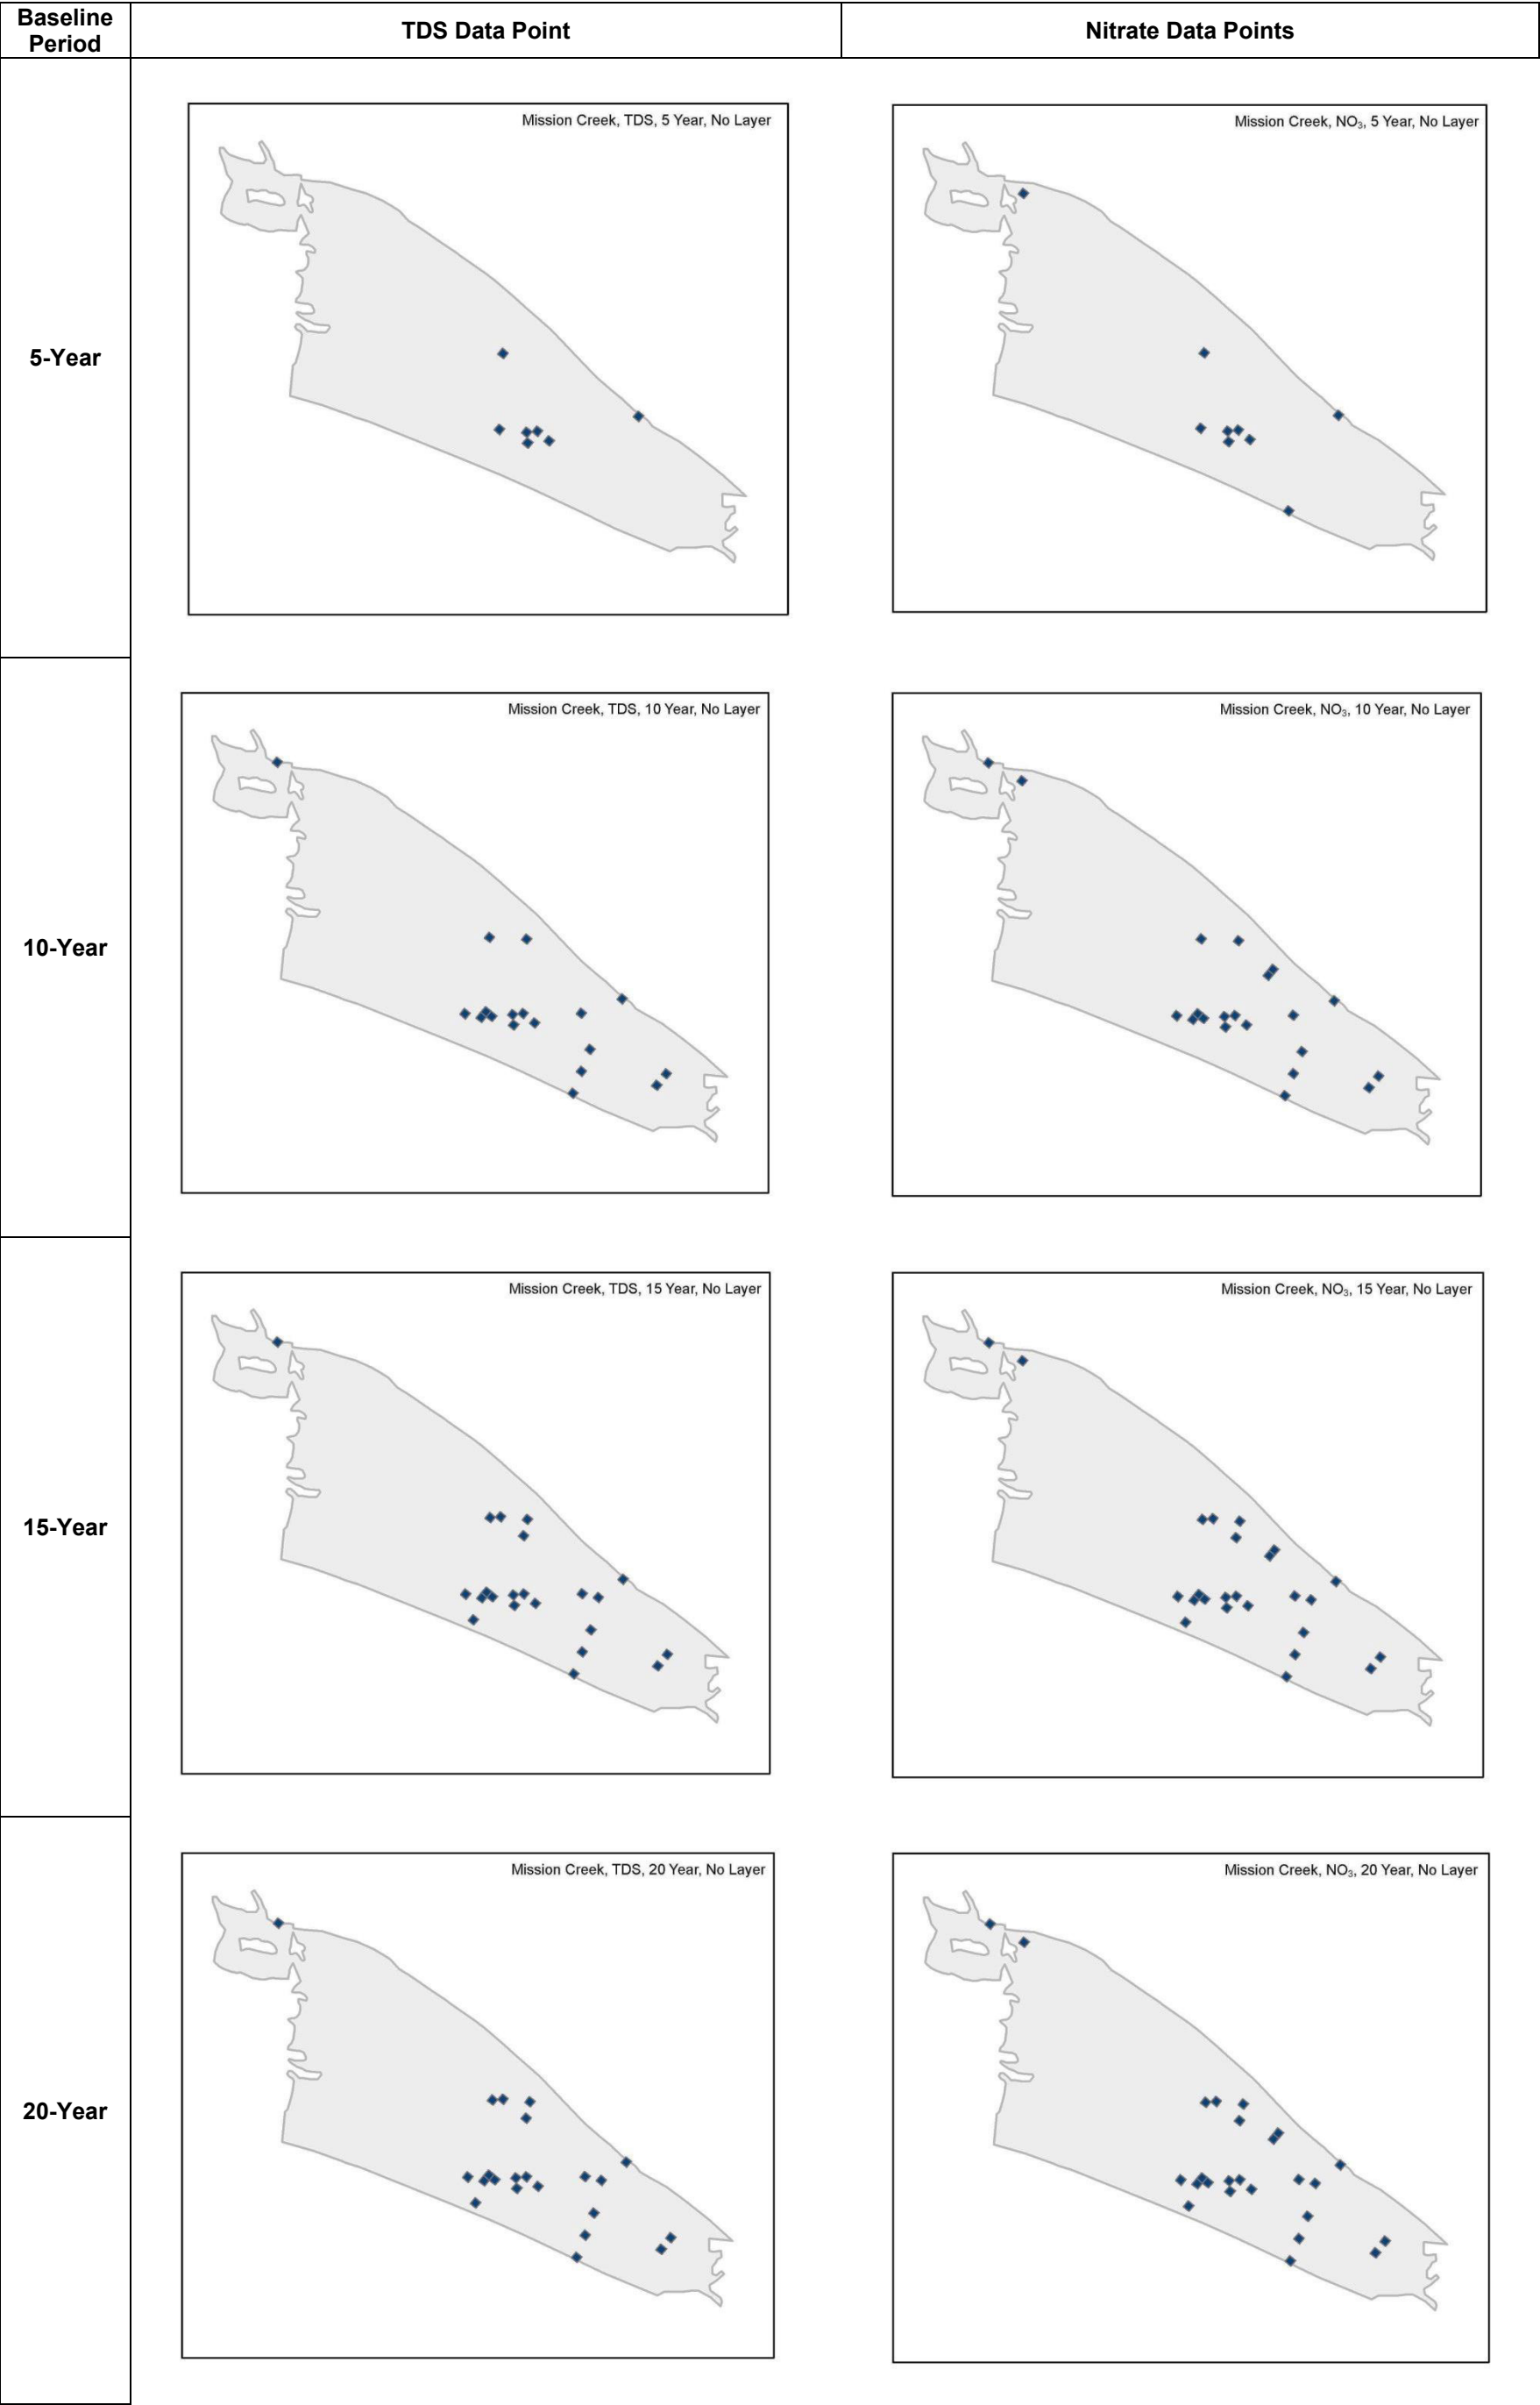 Baseline
Period
TDS Data Point
Nitrate Data Points
5-Year
Mission Creek, TDS, 5 Year, No Layer
Mission Creek, NO₃, 5 Year, No Layer
10-Year
Mission Creek, TDS, 10 Year, No Layer
Mission Creek, NO₃, 10 Year, No Layer
15-Year
Mission Creek, TDS, 15 Year, No Layer
Mission Creek, NO₃, 15 Year, No Layer
20-Year
Mission Creek, TDS, 20 Year, No Layer
Mission Creek, NO₃, 20 Year, No Layer